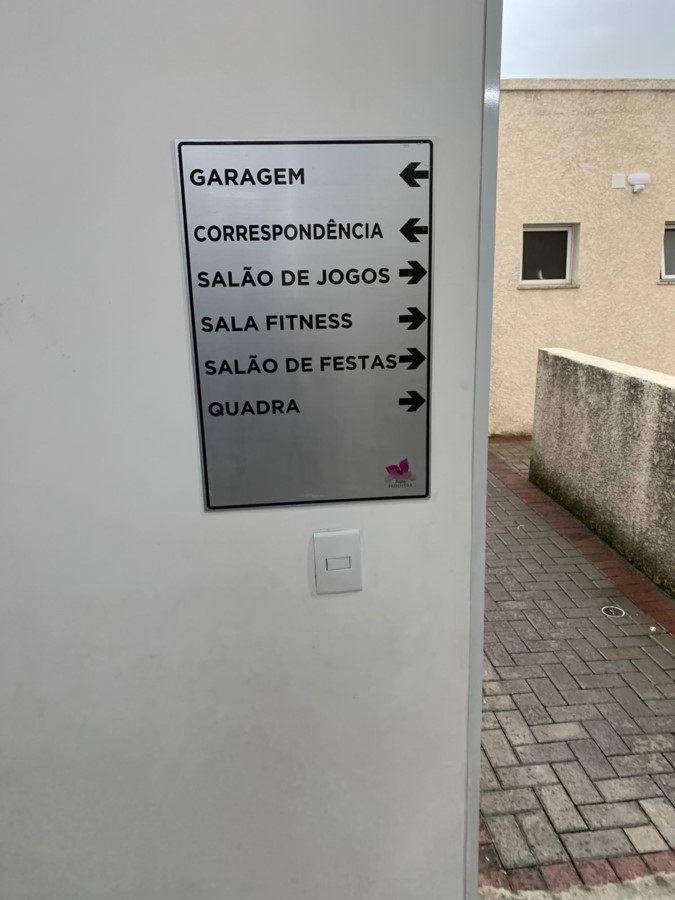 GARAGEM ←
CORRESPONDÊNCIA ←
SALÃO DE JOGOS →
SALA FITNESS →
SALÃO DE FESTAS →
QUADRA →